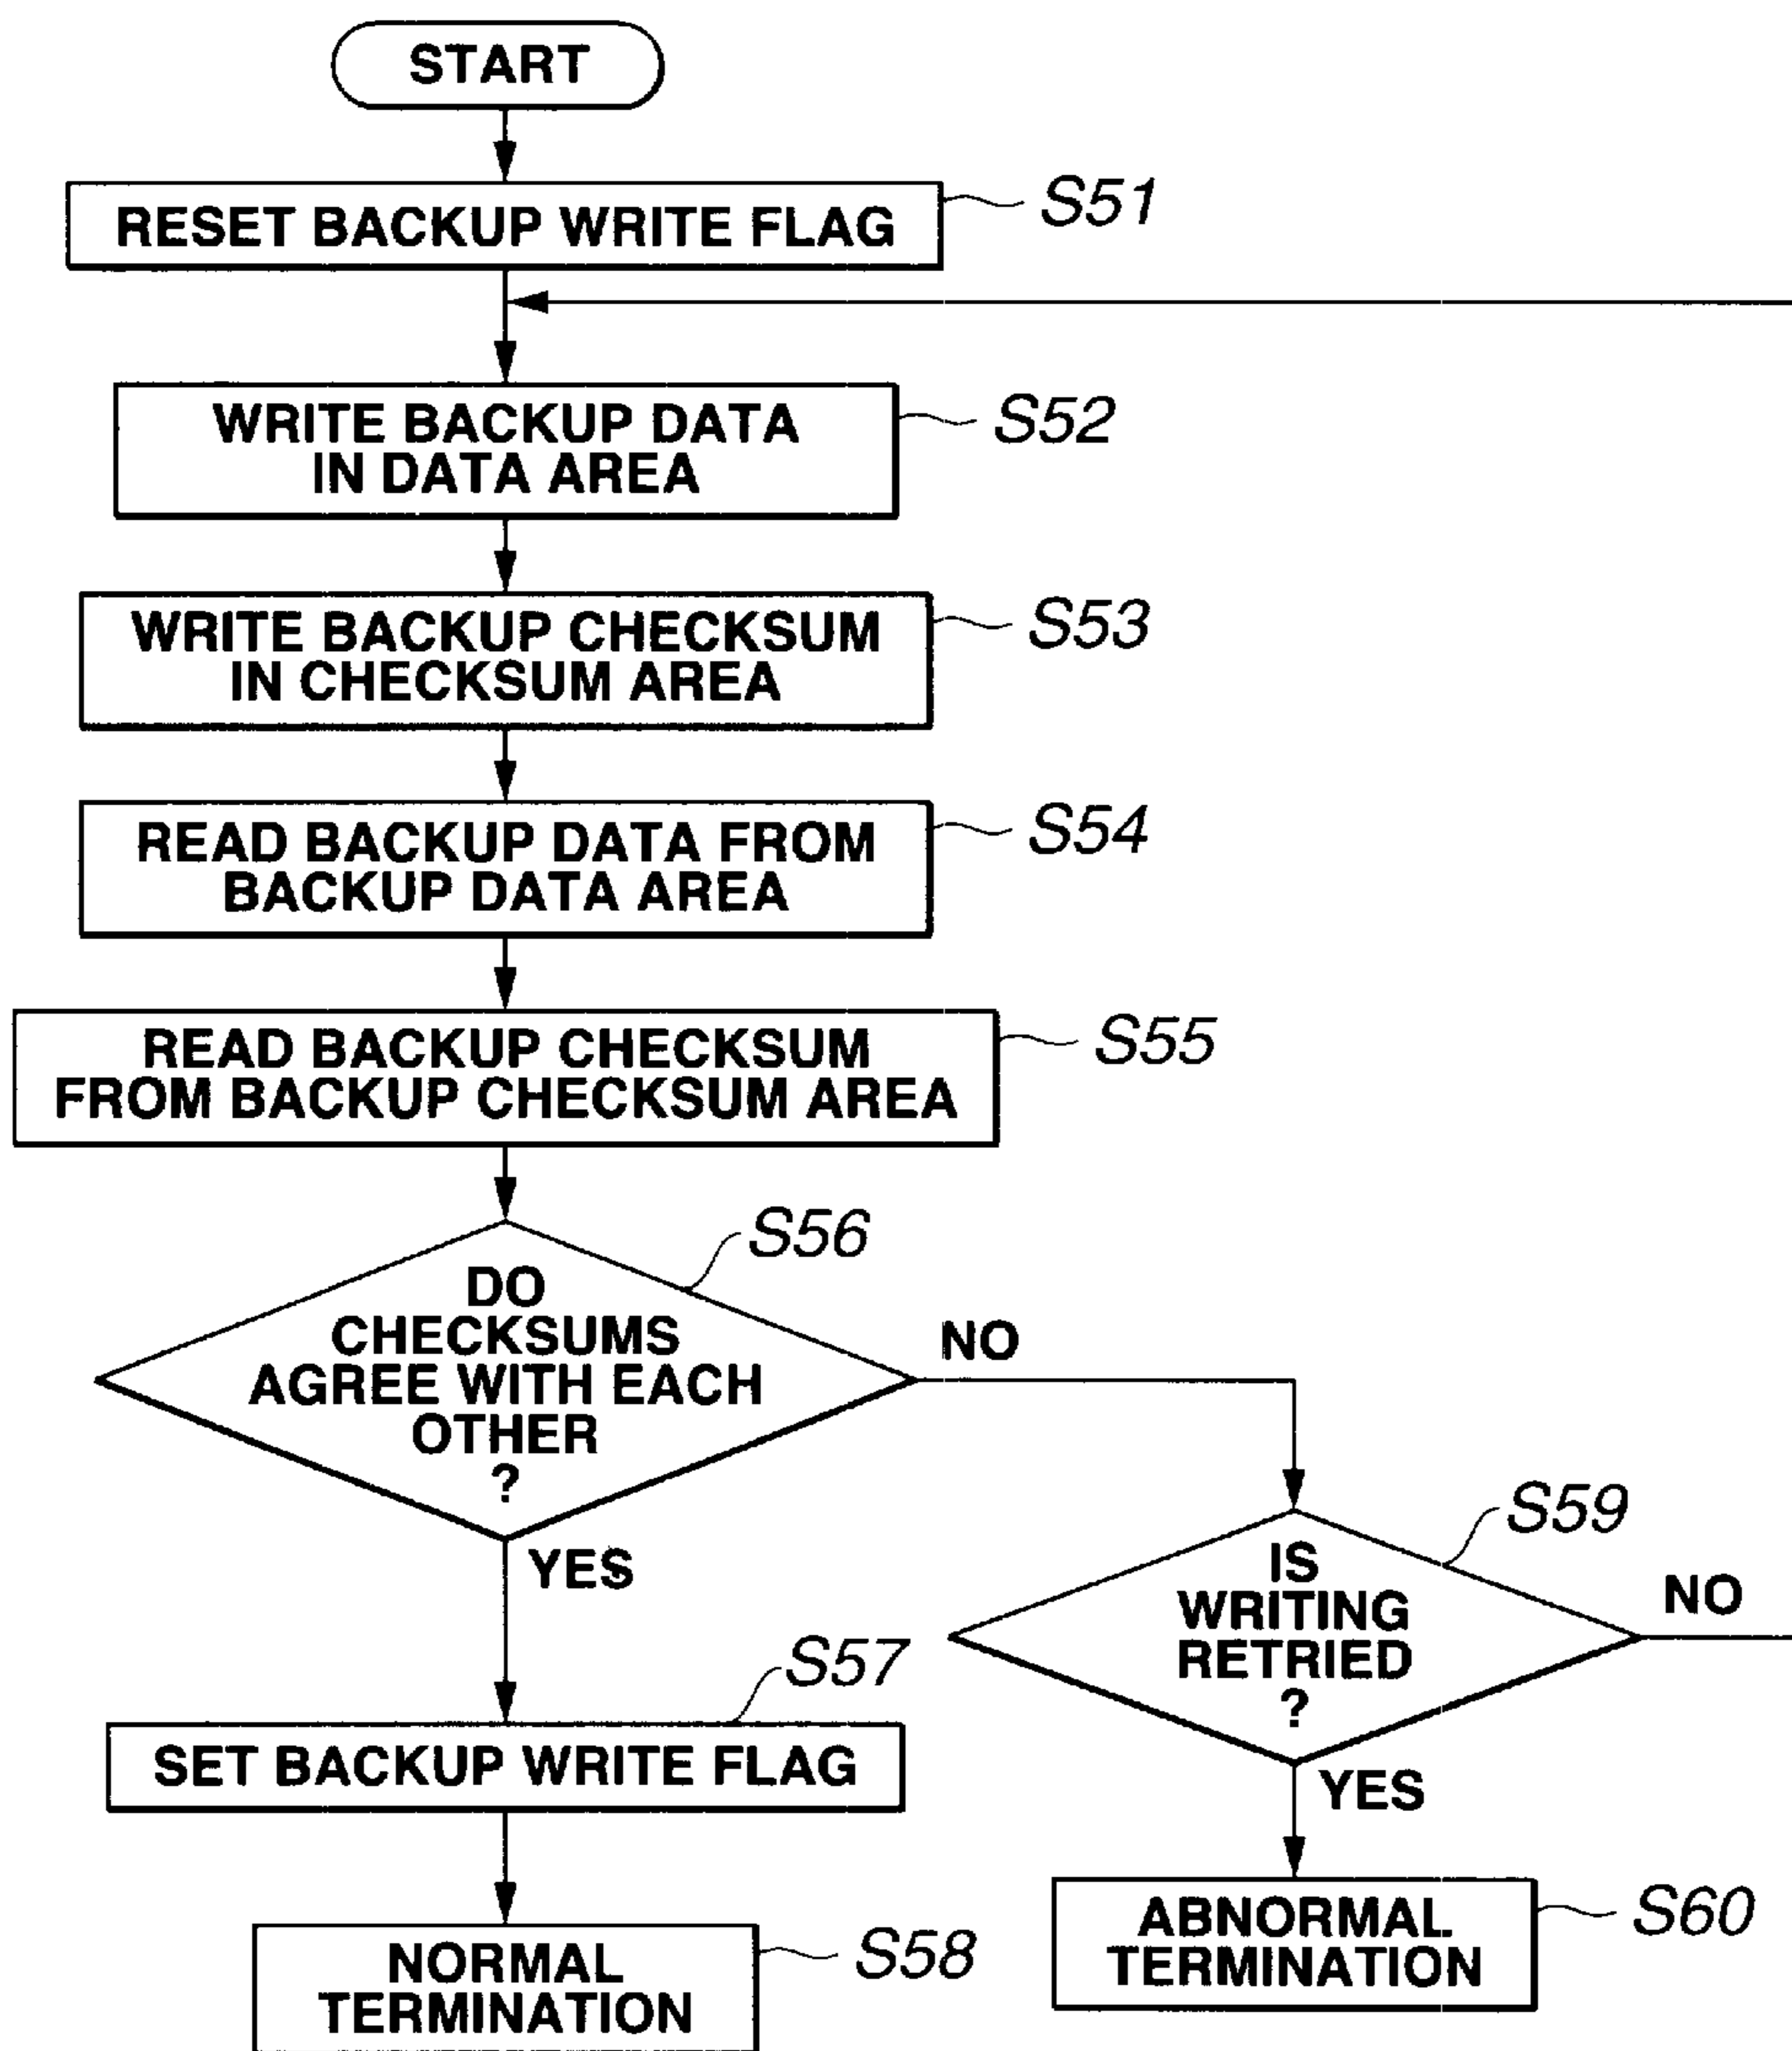 START
RESET BACKUP WRITE FLAG
S51
WRITE BACKUP DATA
IN DATA AREA
S52
WRITE BACKUP CHECKSUM
IN CHECKSUM AREA
S53
READ BACKUP DATA FROM
BACKUP DATA AREA
S54
READ BACKUP CHECKSUM
FROM BACKUP CHECKSUM AREA
S55
S56
DO
CHECKSUMS
AGREE WITH EACH
OTHER
?
NO
YES
S59
IS
WRITING
RETRIED
?
NO
YES
S57
SET BACKUP WRITE FLAG
NORMAL
TERMINATION
S58
ABNORMAL
TERMINATION
S60